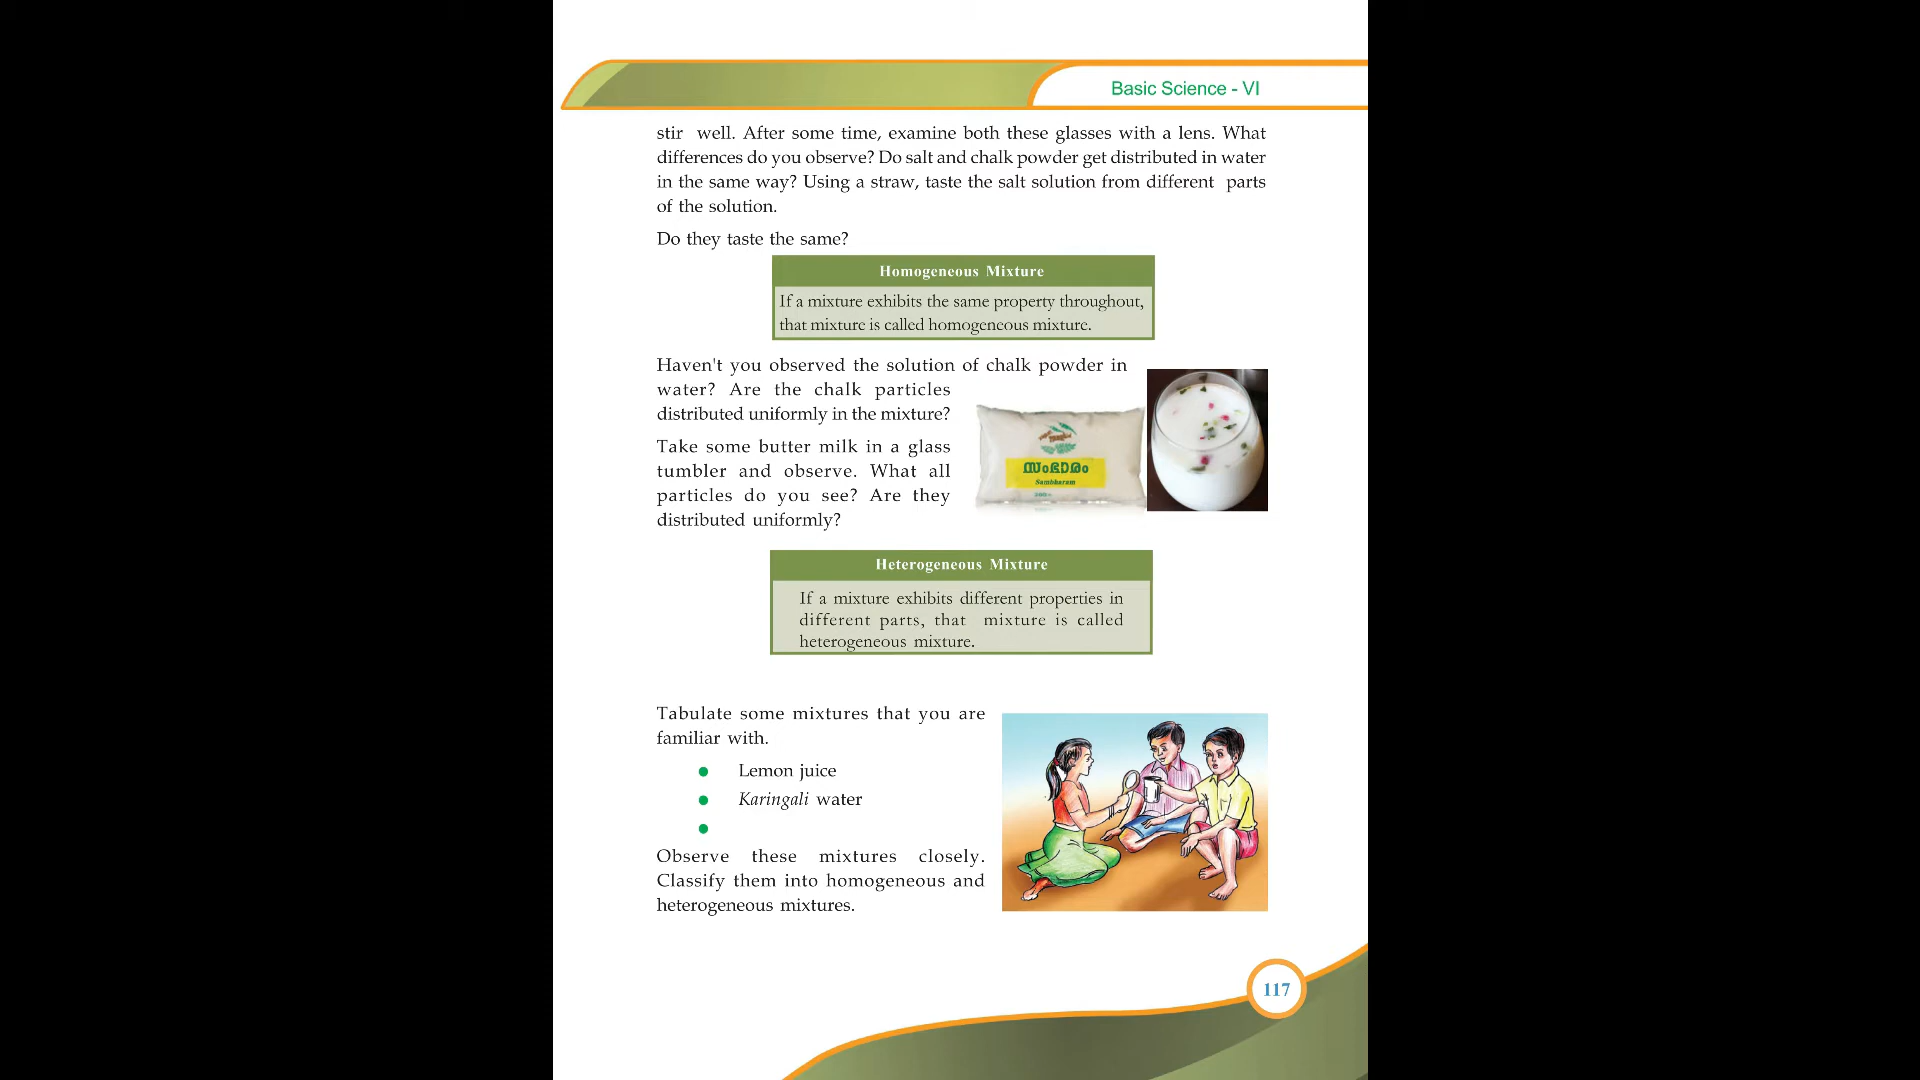 Basic Science - VI
stir well. After some time, examine both these glasses with a lens. What
differences do you observe? Do salt and chalk powder get distributed in water
in the same way? Using a straw, taste the salt solution from different parts
of the solution.
Do they taste the same?
Homogeneous Mixture
If a mixture exhibits the same property throughout,
that mixture is called homogeneous mixture.
Haven't you observed the solution of chalk powder in
water? Are the chalk particles
distributed uniformly in the mixture?
Take some butter milk in a glass
tumbler and observe. What all
particles do you see? Are they
distributed uniformly?
സംഭാരം
Sambharam
Heterogeneous Mixture
If a mixture exhibits different properties in
different parts, that mixture is called
heterogeneous mixture.
Tabulate some mixtures that you are
familiar with.
Lemon juice
Karingali water
Observe these mixtures closely.
Classify them into homogeneous and
heterogeneous mixtures.
117